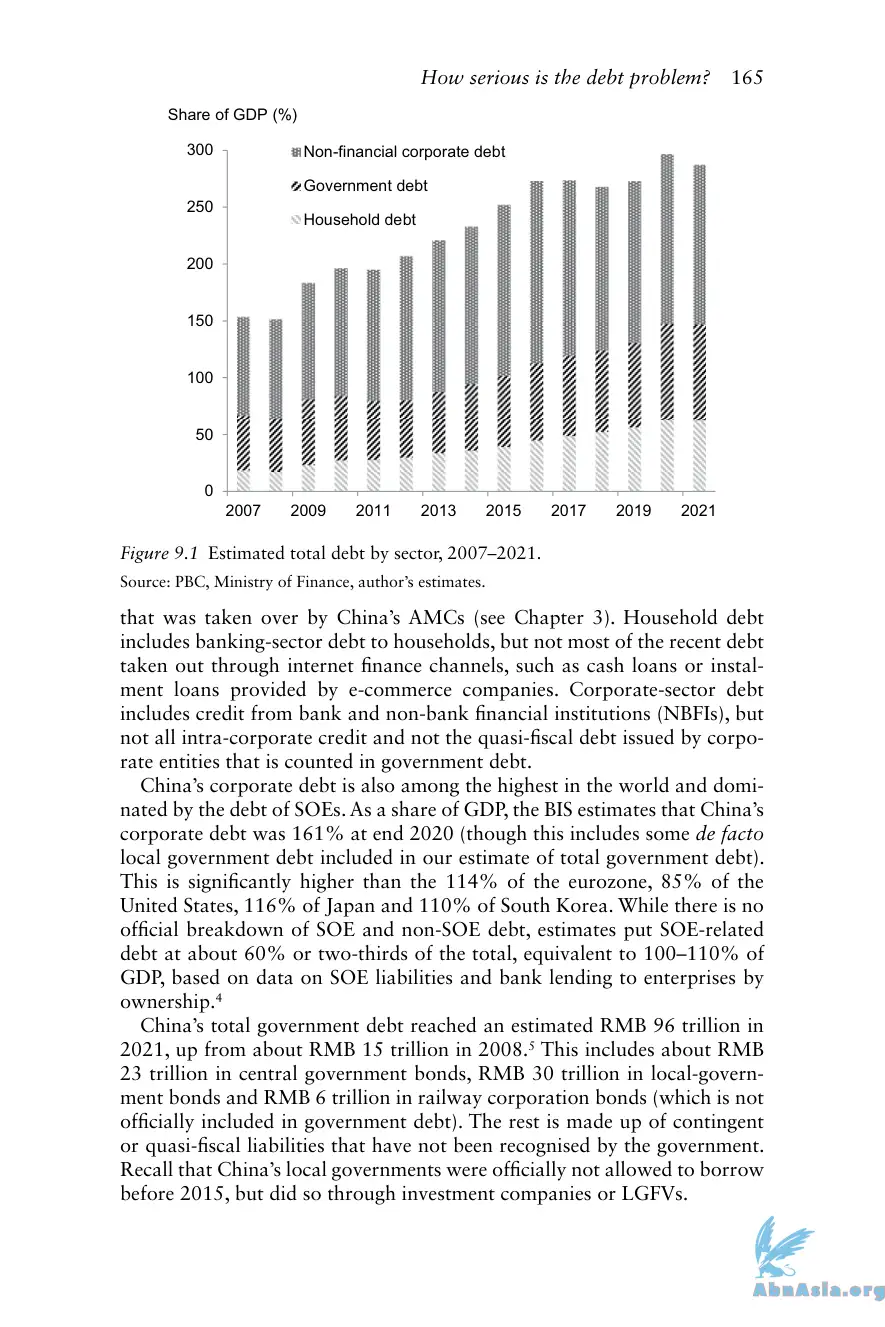 How serious is the debt problem? 165
Share of GDP (%)
300
250
200
150
100
50
0
Non-financial corporate debt
Government debt
Household debt
2007 2009 2011 2013 2015 2017 2019 2021
Figure 9.1 Estimated total debt by sector, 2007–2021.
Source: PBC, Ministry of Finance, author’s estimates.
that was taken over by China’s AMCs (see Chapter 3). Household debt
includes banking-sector debt to households, but not most of the recent debt
taken out through internet finance channels, such as cash loans or instal-
ment loans provided by e-commerce companies. Corporate-sector debt
includes credit from bank and non-bank financial institutions (NBFIs), but
not all intra-corporate credit and not the quasi-fiscal debt issued by corpo-
rate entities that is counted in government debt.
China’s corporate debt is also among the highest in the world and domi-
nated by the debt of SOEs. As a share of GDP, the BIS estimates that China’s
corporate debt was 161% at end 2020 (though this includes some de facto
local government debt included in our estimate of total government debt).
This is significantly higher than the 114% of the eurozone, 85% of the
United States, 116% of Japan and 110% of South Korea. While there is no
official breakdown of SOE and non-SOE debt, estimates put SOE-related
debt at about 60% or two-thirds of the total, equivalent to 100–110% of
GDP, based on data on SOE liabilities and bank lending to enterprises by
ownership.⁴
China’s total government debt reached an estimated RMB 96 trillion in
2021, up from about RMB 15 trillion in 2008.⁵ This includes about RMB
23 trillion in central government bonds, RMB 30 trillion in local-govern-
ment bonds and RMB 6 trillion in railway corporation bonds (which is not
officially included in government debt). The rest is made up of contingent
or quasi-fiscal liabilities that have not been recognised by the government.
Recall that China’s local governments were officially not allowed to borrow
before 2015, but did so through investment companies or LGFVs.
AbnAsia.org